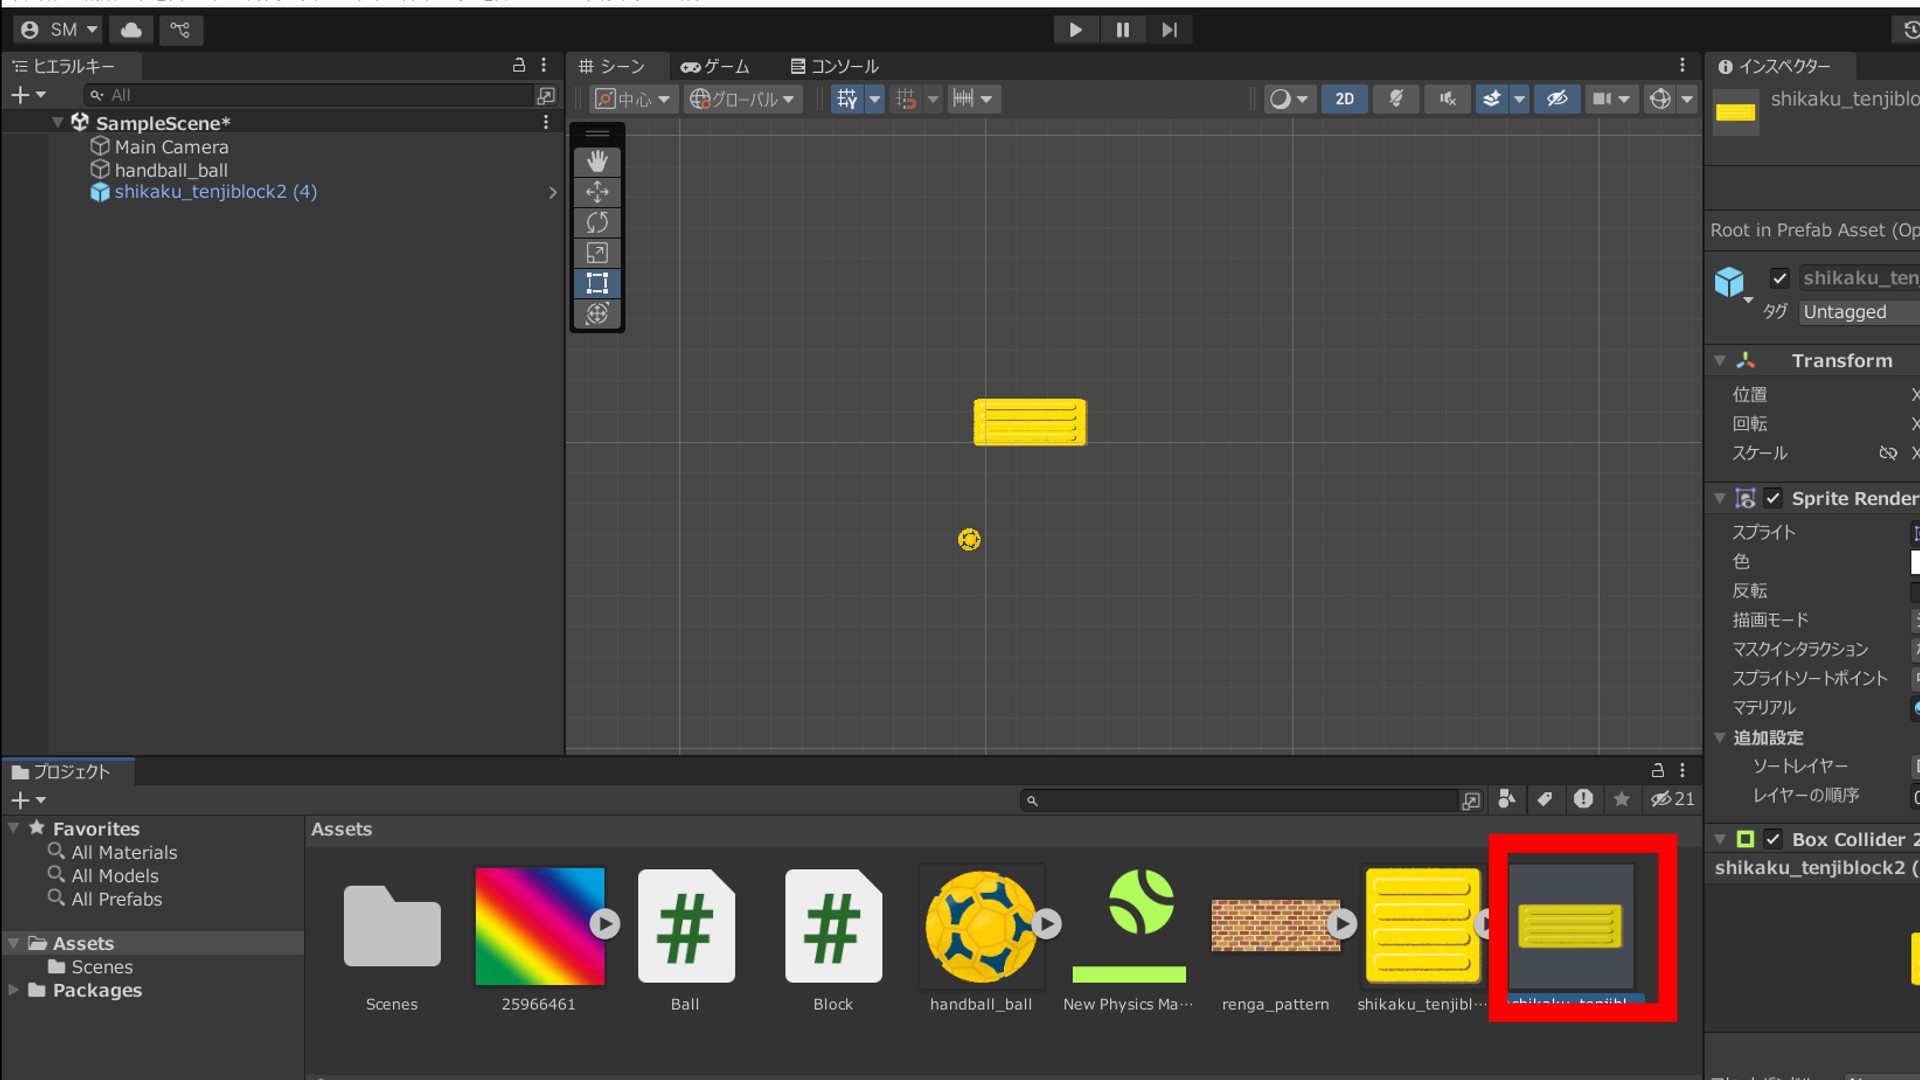 SM
ヒエラルキー
All
SampleScene*
Main Camera
handball_ball
shikaku_tenjiblock2 (4)
シーン
ゲーム
コンソール
中心
グローバル
2D
インスペクター
shikaku_tenjiblo
Root in Prefab Asset (Op
shikaku_ten
タグ
Untagged
Transform
位置
X
回転
X
スケール
X
Sprite Render
スプライト
色
反転
描画モード
マスクインタラクション
スプライトソートポイント
マテリアル
追加設定
ソートレイヤー
レイヤーの順序
0
Box Collider 2
shikaku_tenjiblock2 (
プロジェクト
21
Favorites
All Materials
All Models
All Prefabs
Assets
Scenes
Packages
Assets
Scenes
25966461
Ball
Block
handball_ball
New Physics Ma…
renga_pattern
shikaku_tenjibl…
shikaku_tenjibl